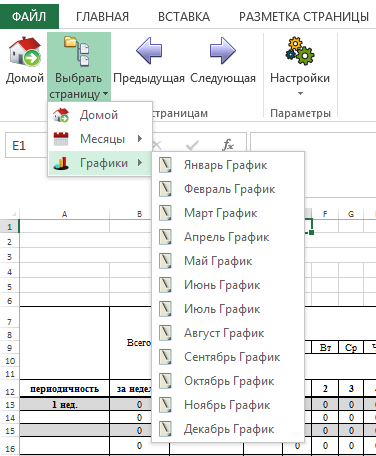 ФАЙЛ ГЛАВНАЯ ВСТАВКА РАЗМЕТКА СТРАНИЦЫ
Домой Выбрать страницу Предыдущая Следующая Настройки
страницам Параметры
Домой
Месяцы
Графики
E1 fx
Январь График
Февраль График
Март График
Апрель График
Май График
Июнь График
Июль График
Август График
Сентябрь График
Октябрь График
Ноябрь График
Декабрь График
A B F G
1
2
3
4
5
6
7
8
9 Всего Вт Ср
10
11
12 периодичность за недел 2 3
13 1 нед. 0 0 0
14 0 0 0
15 0 0 0
16 0 0 0